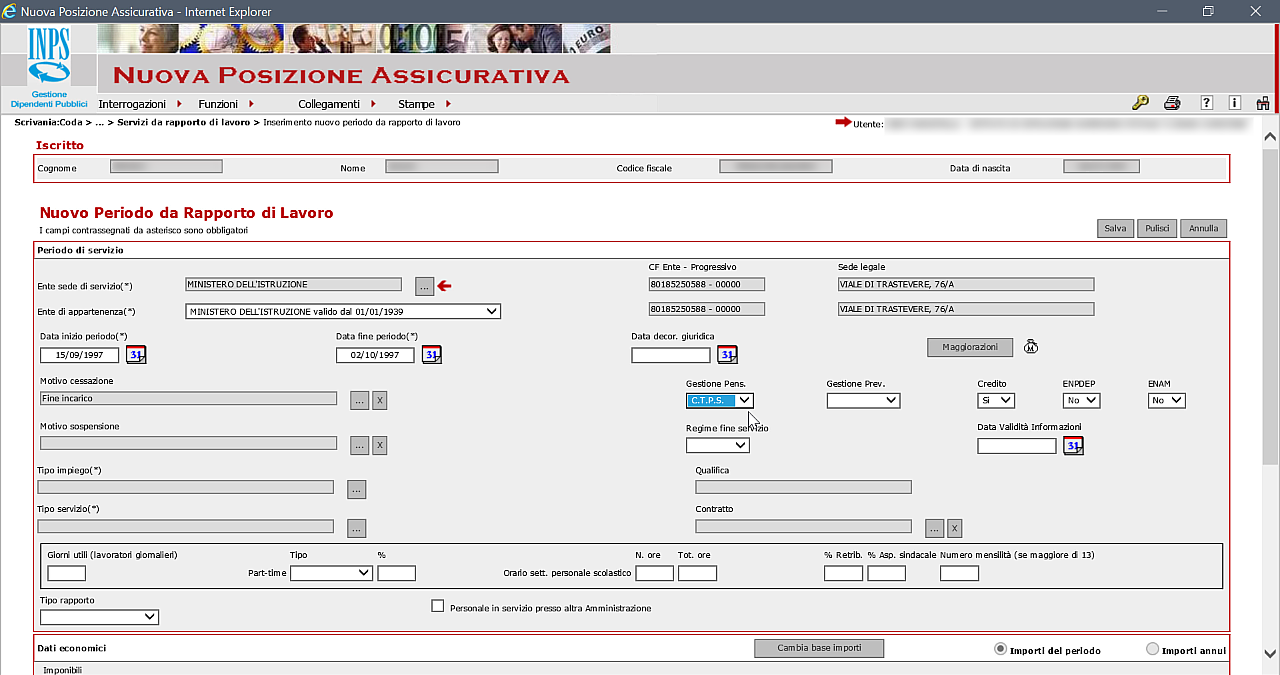 Nuova Posizione Assicurativa - Internet Explorer
INPS
Gestione
Dipendenti Pubblici
NUOVA POSIZIONE ASSICURATIVA
Interrogazioni Funzioni Collegamenti Stampe
Scrivania:Coda > ... > Servizi da rapporto di lavoro > Inserimento nuovo periodo da rapporto di lavoro
Utente:
Iscritto
Cognome Nome Codice fiscale Data di nascita
Nuovo Periodo da Rapporto di Lavoro
I campi contrassegnati da asterisco sono obbligatori
Salva Pulisci Annulla
Periodo di servizio
CF Ente - Progressivo Sede legale
Ente sede di servizio(*) MINISTERO DELL'ISTRUZIONE ... 80185250588 - 00000 VIALE DI TRASTEVERE, 76/A
Ente di appartenenza(*) MINISTERO DELL'ISTRUZIONE valido dal 01/01/1939 80185250588 - 00000 VIALE DI TRASTEVERE, 76/A
Data inizio periodo(*) Data fine periodo(*) Data decor. giuridica
15/09/1997 31 02/10/1997 31 31 Maggiorazioni M
Motivo cessazione Gestione Pens. Gestione Prev. Credito ENPDEP ENAM
Fine incarico ... X C.T.P.S. Si No No
Motivo sospensione Regime fine servizio Data Validità Informazioni
... X 31
Tipo impiego(*) Qualifica
...
Tipo servizio(*) Contratto
... ... X
Giorni utili (lavoratori giornalieri) Tipo % N. ore Tot. ore % Retrib. % Asp. sindacale Numero mensilità (se maggiore di 13)
Part-time Orario sett. personale scolastico
Tipo rapporto
Personale in servizio presso altra Amministrazione
Dati economici Cambia base importi Importi del periodo Importi annui
Imponibili